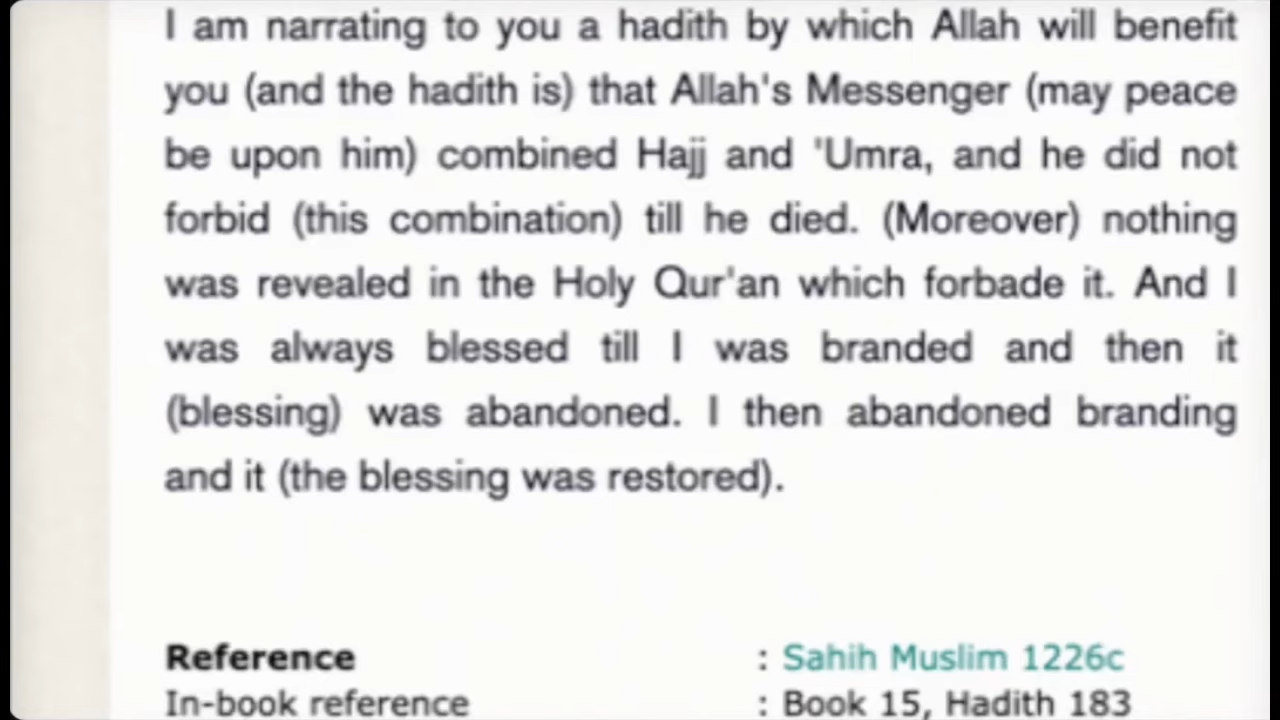 I am narrating to you a hadith by which Allah will benefit
you (and the hadith is) that Allah's Messenger (may peace
be upon him) combined Hajj and 'Umra, and he did not
forbid (this combination) till he died. (Moreover) nothing
was revealed in the Holy Qur'an which forbade it. And I
was always blessed till I was branded and then it
(blessing) was abandoned. I then abandoned branding
and it (the blessing was restored).
Reference : Sahih Muslim 1226c
In-book reference : Book 15, Hadith 183